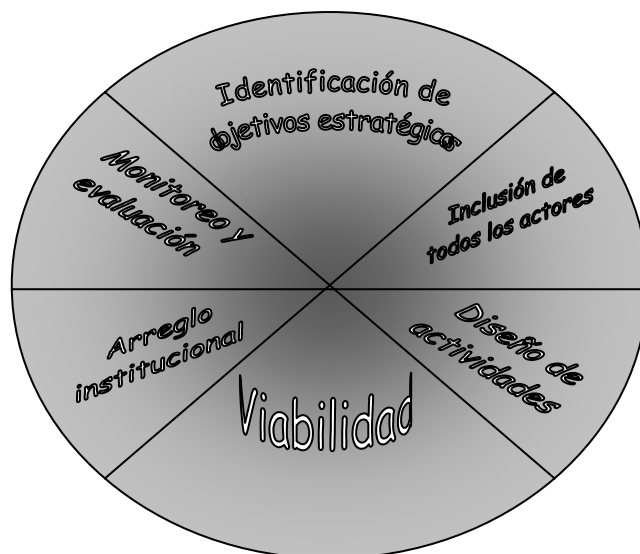 Identificación de
objetivos estratégicos
Inclusión de
todos los actores
Diseño de
actividades
Viabilidad
Arreglo
institucional
Monitoreo y
evaluación